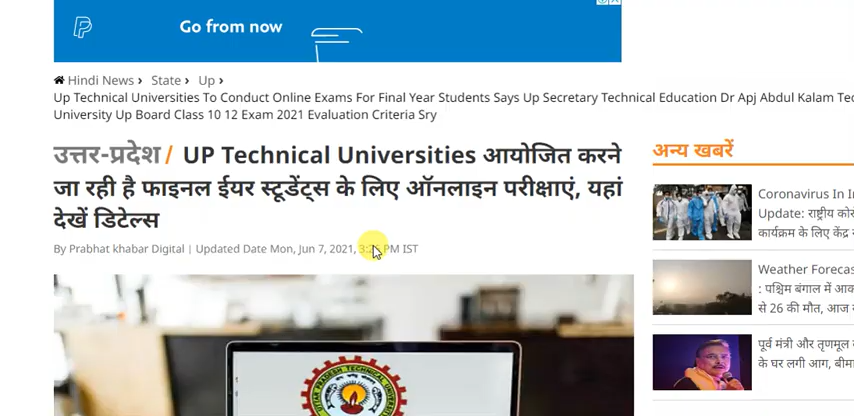 Go from now
Hindi News › State › Up ›
Up Technical Universities To Conduct Online Exams For Final Year Students Says Up Secretary Technical Education Dr Apj Abdul Kalam
University Up Board Class 10 12 Exam 2021 Evaluation Criteria Sry
उत्तर-प्रदेश / UP Technical Universities आयोजित करने
जा रही है फाइनल ईयर स्टूडेंट्स के लिए ऑनलाइन परीक्षाएं, यहां
देखें डिटेल्स
By Prabhat khabar Digital | Updated Date Mon, Jun 7, 2021, PM IST
अन्य खबरें
Coronavirus In
Update: राष्ट्रीय
कार्यक्रम के लिए केंद्र
Weather
: पश्चिम बंगाल में
से 26 की मौत, आज
पूर्व मंत्री और तृणमूल
के घर लगी आग,
UTTAR PRADESH TECHNICAL